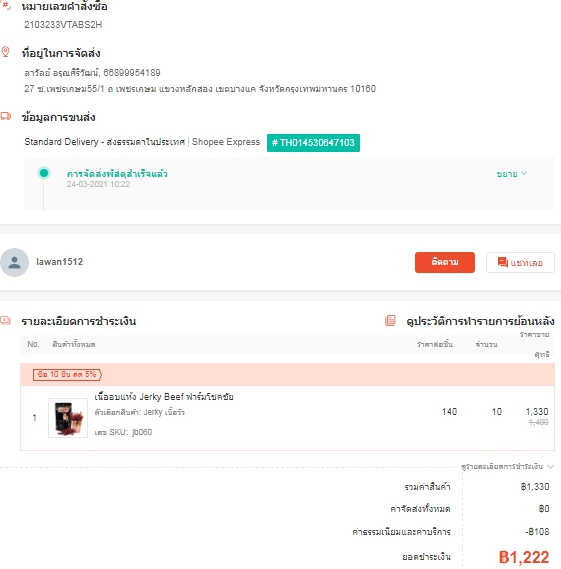 หมายเลขคำสั่งซื้อ
2103233VTABS2H
ที่อยู่ในการจัดส่ง
ลาวัลย์ อรุณศิริวัฒน์, 66899954189
27 ซ.เพชรเกษม55/1 ถ.เพชรเกษม แขวงหลักสอง เขตบางแค จังหวัดกรุงเทพมหานคร 10160
ข้อมูลการขนส่ง
Standard Delivery - ส่งธรรมดาในประเทศ | Shopee Express # TH014530647103
การจัดส่งพัสดุสำเร็จแล้ว
ขยาย
24-03-2021 10:22
lawan1512
ติดตาม
แชทเลย
รายละเอียดการชำระเงิน
ดูประวัติการทำรายการย้อนหลัง
No. สินค้าทั้งหมด ราคาต่อชิ้น จำนวน ราคาขายสุทธิ
ซื้อ 10 ชิ้น ลด 5%
1 เนื้ออบแห้ง Jerky Beef ฟาร์มโชคชัย 140 10 1,330
ตัวเลือกสินค้า: Jerky เนื้อวัว 1,400
เลข SKU: jb060
ดูรายละเอียดการชำระเงิน
รวมค่าสินค้า ฿1,330
ค่าจัดส่งทั้งหมด ฿0
ค่าธรรมเนียมและค่าบริการ -฿108
ยอดชำระเงิน ฿1,222